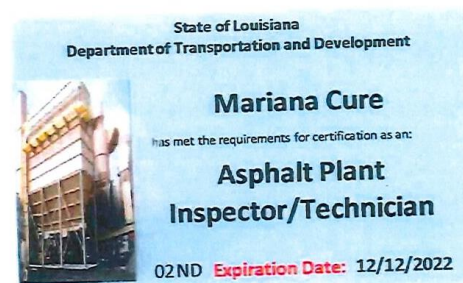 State of Louisiana
Department of Transportation and Development
Mariana Cure
has met the requirements for certification as an:
Asphalt Plant
Inspector/Technician
02ND Expiration Date: 12/12/2022